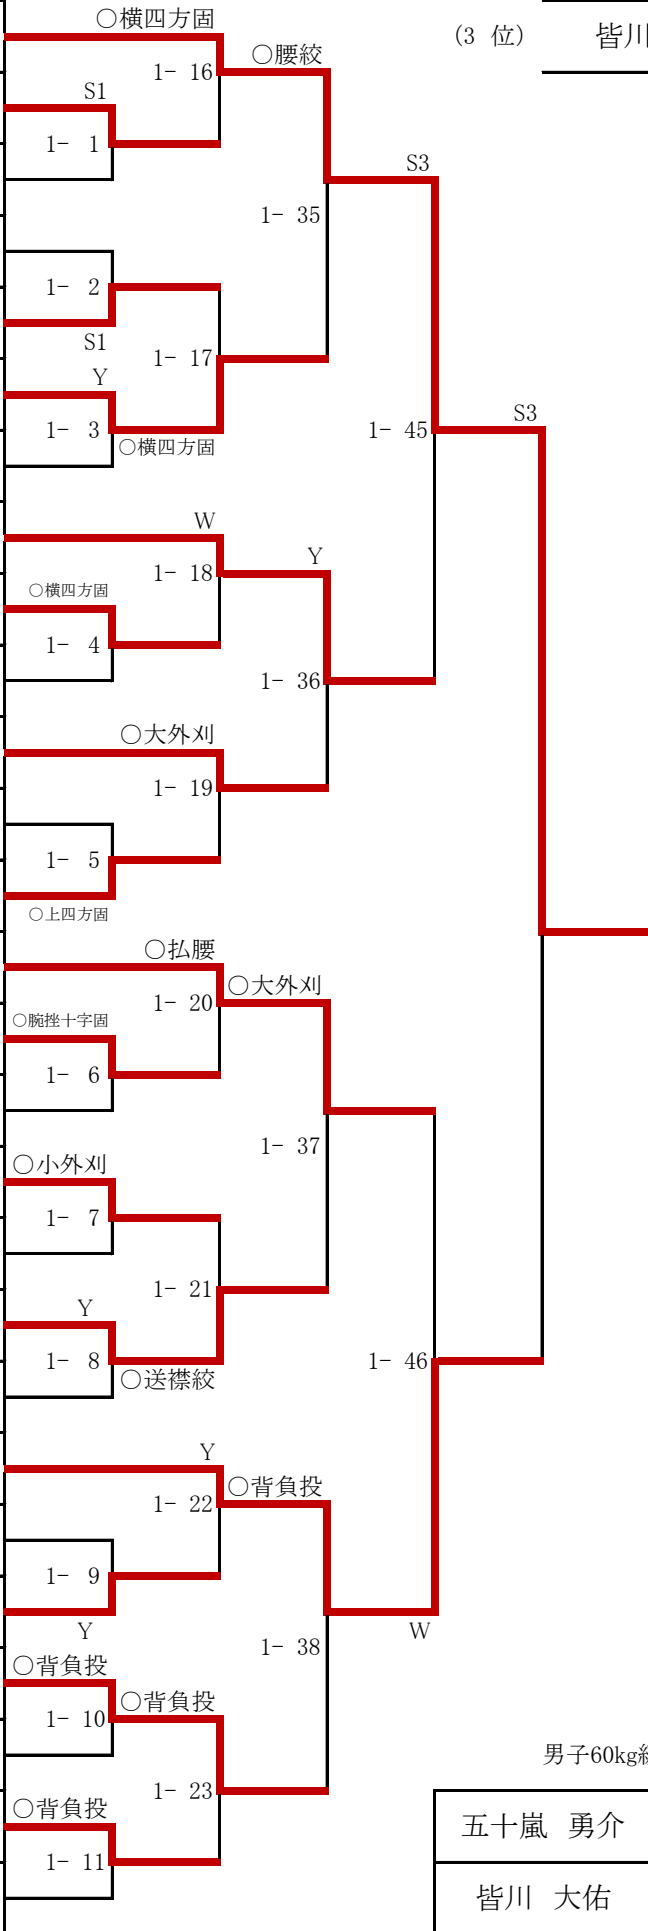 ○横四方固
(3 位) 皆川
1- 16
○腰絞
S1
1- 1
S3
1- 35
1- 2
S1
1- 17
Y
1- 3
○横四方固
1- 45
S3
W
1- 18
Y
○横四方固
1- 4
1- 36
○大外刈
1- 19
1- 5
○上四方固
○払腰
1- 20
○大外刈
○腕挫十字固
1- 6
1- 37
○小外刈
1- 7
1- 21
Y
1- 8
○送襟絞
1- 46
Y
1- 22
○背負投
1- 9
Y
W
1- 38
○背負投
1- 10
○背負投
男子60kg
1- 23
○背負投
五十嵐 勇介
1- 11
皆川 大佑